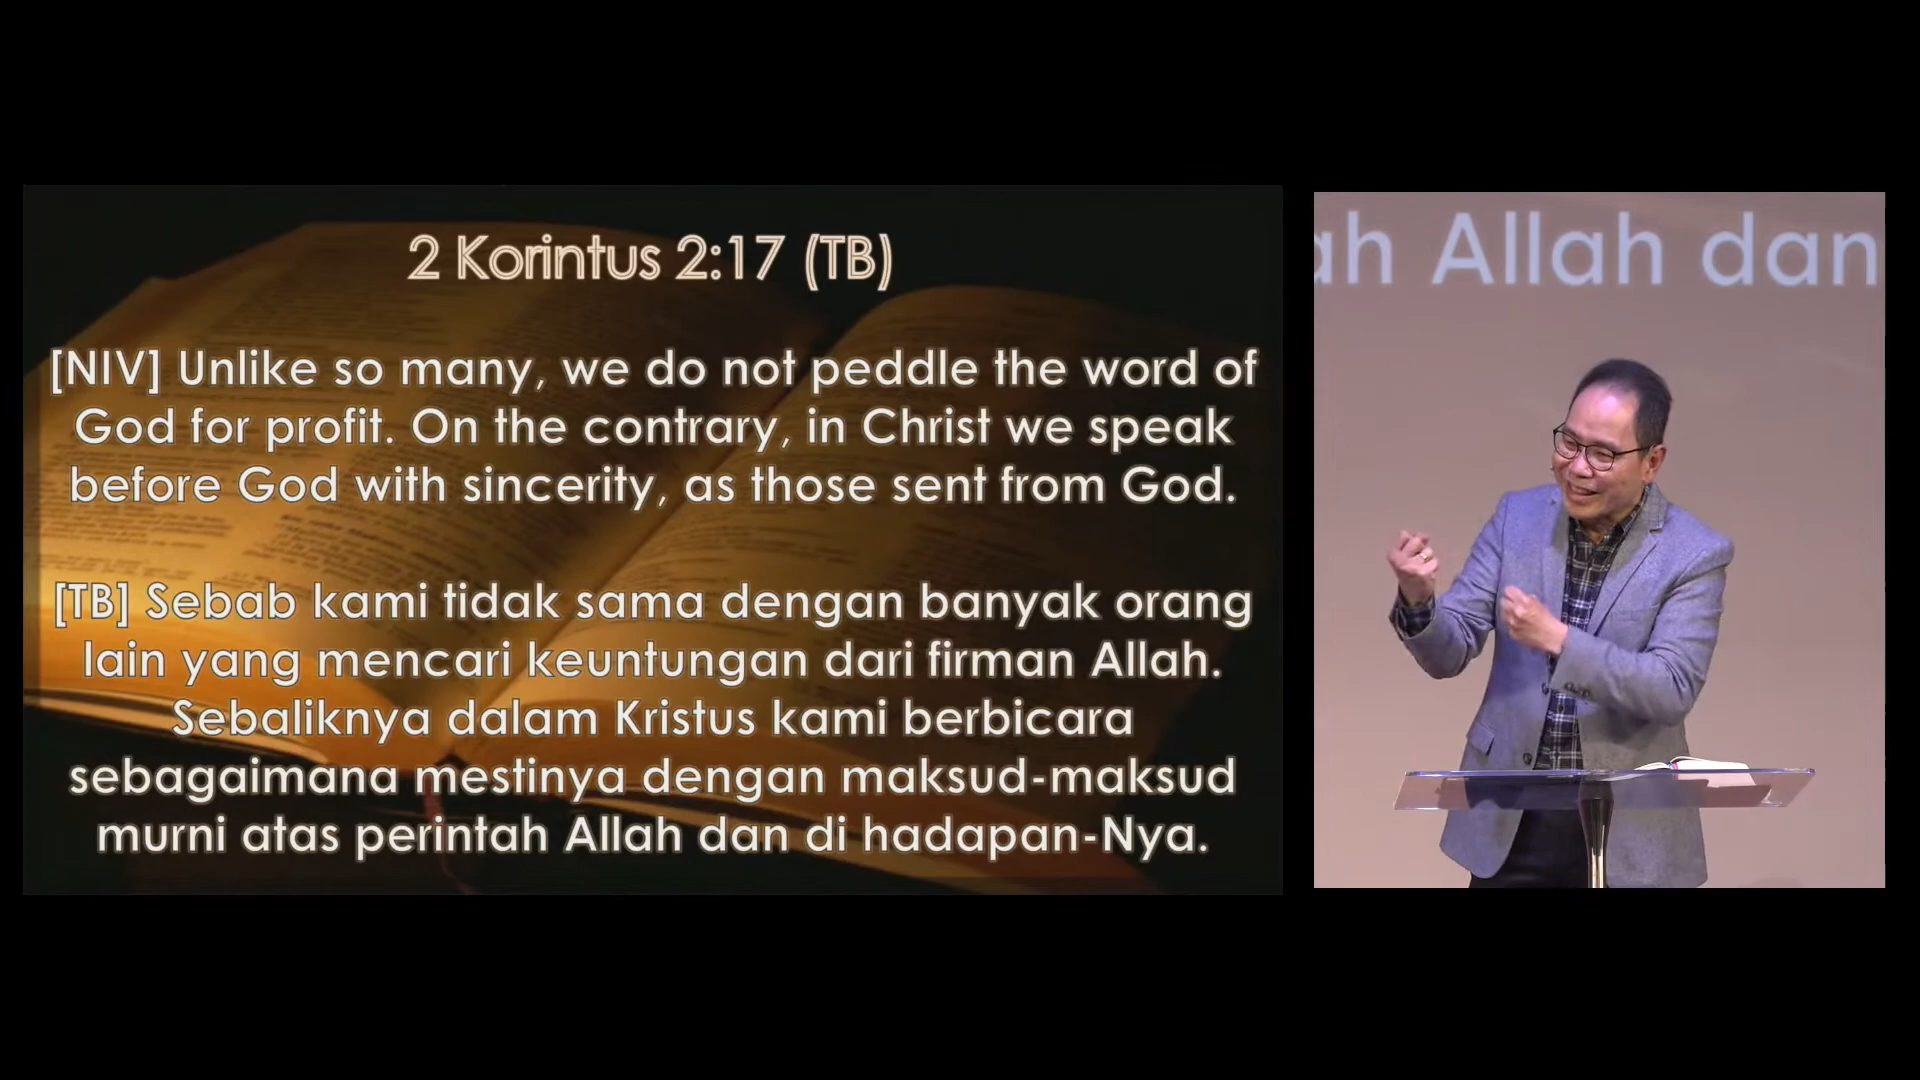 2 Korintus 2:17 (TB)
[NIV] Unlike so many, we do not peddle the word of
God for profit. On the contrary, in Christ we speak
before God with sincerity, as those sent from God.
[TB] Sebab kami tidak sama dengan banyak orang
lain yang mencari keuntungan dari firman Allah.
Sebaliknya dalam Kristus kami berbicara
sebagaimana mestinya dengan maksud-maksud
murni atas perintah Allah dan di hadapan-Nya.
ah Allah dan